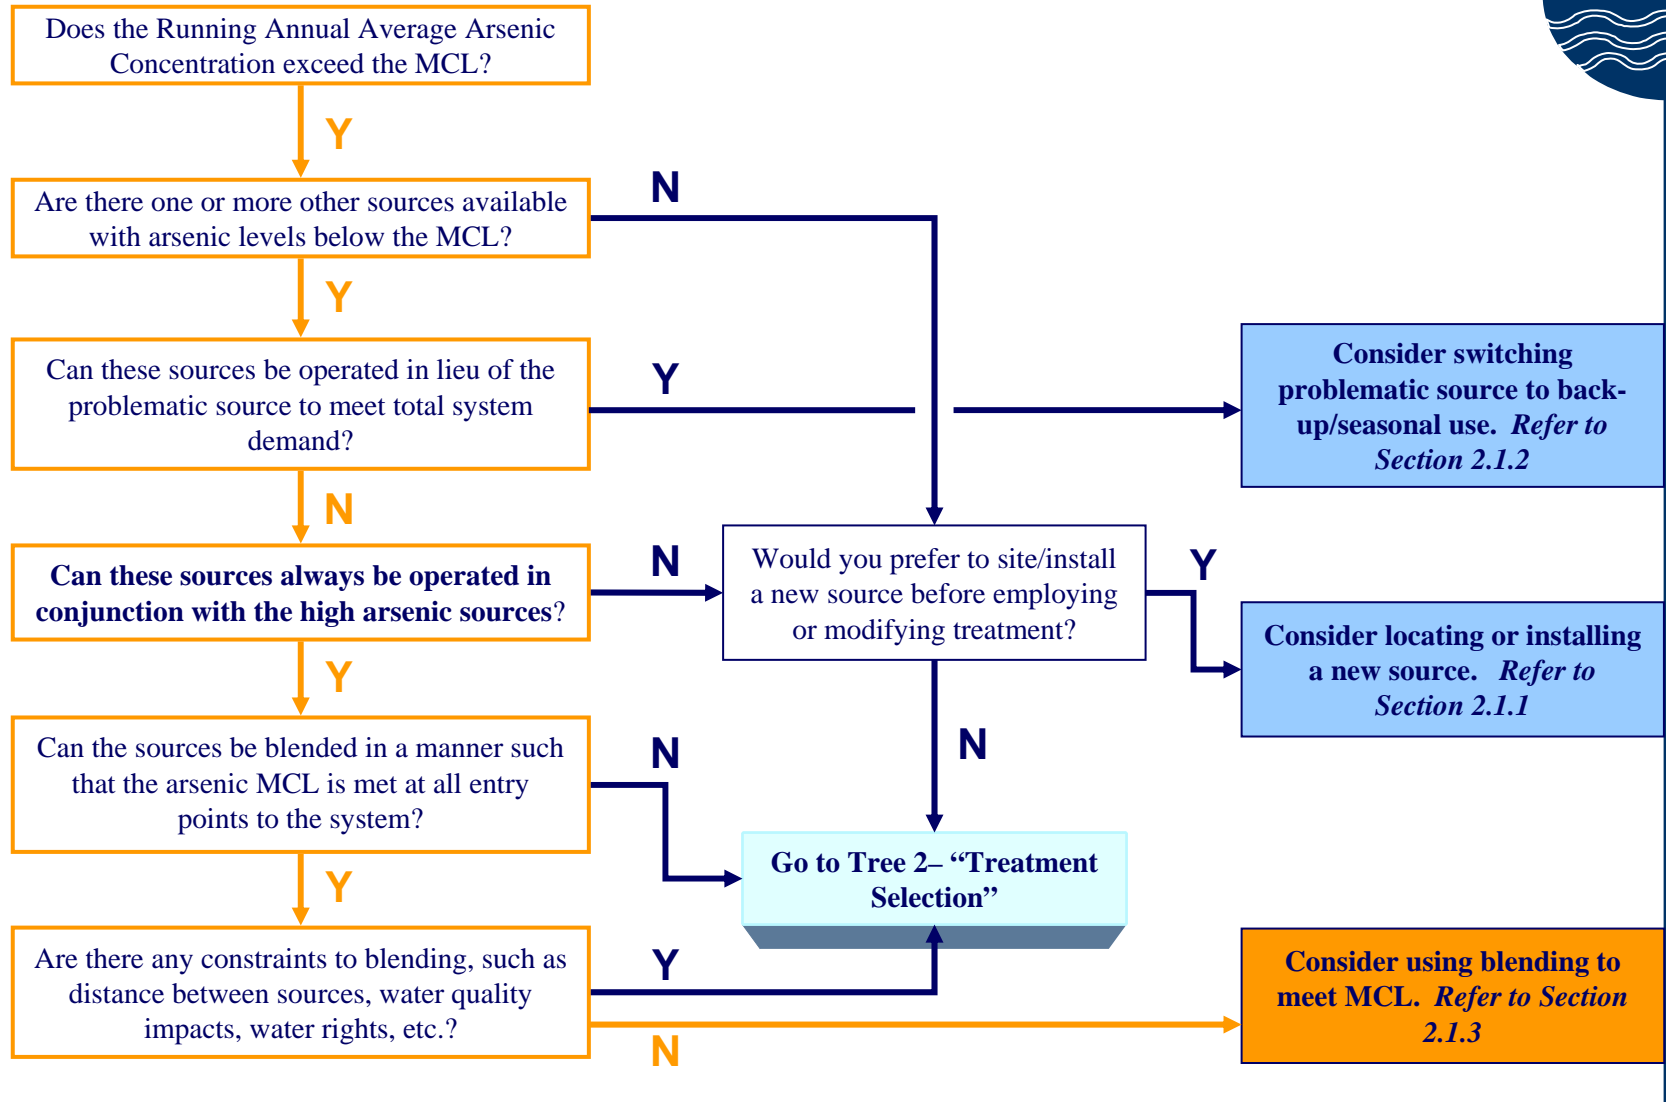 Does the Running Annual Average Arsenic
Concentration exceed the MCL?
Y
Are there one or more other sources available
with arsenic levels below the MCL?
N
Y
Can these sources be operated in lieu of the
problematic source to meet total system
demand?
Y
Consider switching
problematic source to back-
up/seasonal use. Refer to
Section 2.1.2
N
Can these sources always be operated in
conjunction with the high arsenic sources?
N
Would you prefer to site/install
a new source before employing
or modifying treatment?
Y
Consider locating or installing
a new source. Refer to
Section 2.1.1
Y
N
Can the sources be blended in a manner such
that the arsenic MCL is met at all entry
points to the system?
N
Go to Tree 2– “Treatment
Selection”
Y
Are there any constraints to blending, such as
distance between sources, water quality
impacts, water rights, etc.?
Y
N
Consider using blending to
meet MCL. Refer to Section
2.1.3